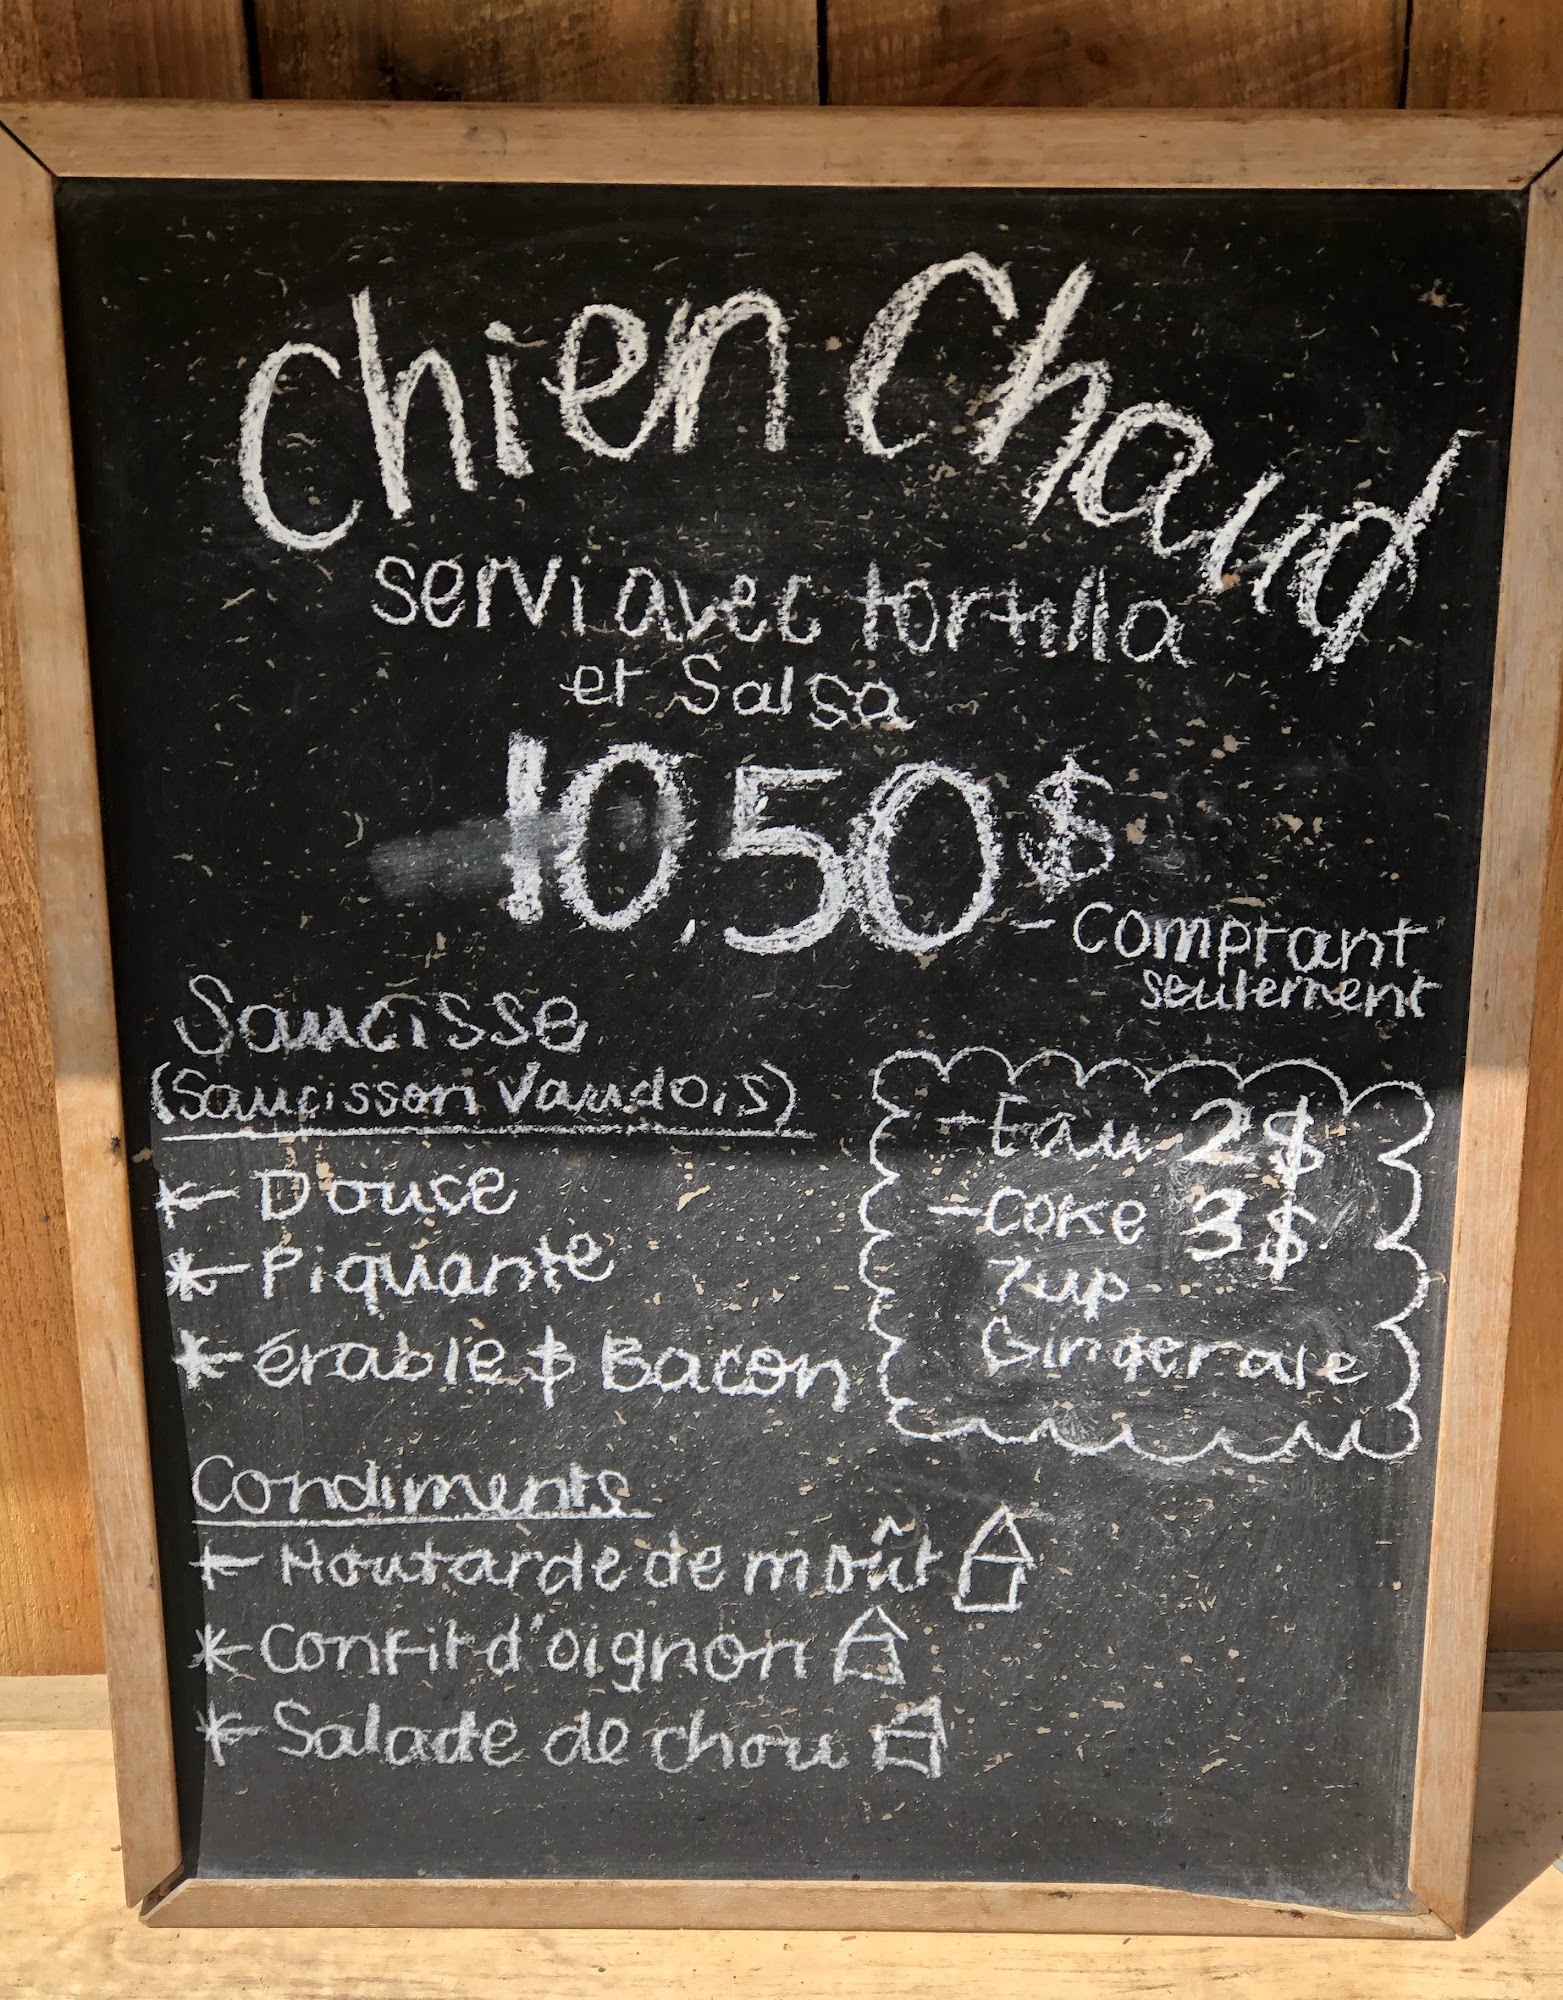 Chien Chaud
servi avec tortilla
et Salsa
10,50$
- Comptant
seulement
Saucisse
(Saucisson Vaudois)
* Douce
* Piquante
* érable & Bacon
- Eau 2$
- Coke 3$
7up
Gingerale
Condiments
* Moutarde de moût
* Confit d'oignon
* Salade de chou